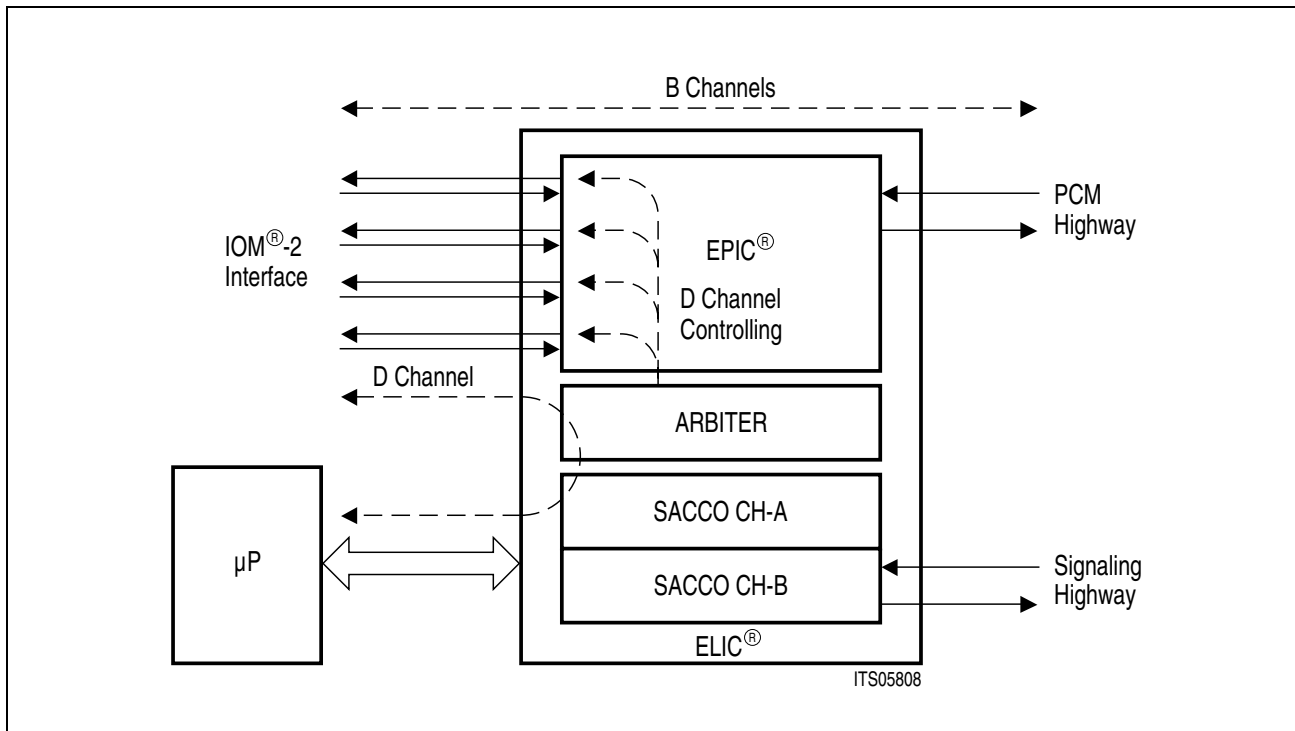 B Channels
IOM®-2
Interface
PCM
Highway
EPIC®
D Channel
Controlling
D Channel
ARBITER
SACCO CH-A
µP
SACCO CH-B
Signaling
Highway
ELIC®
ITS05808